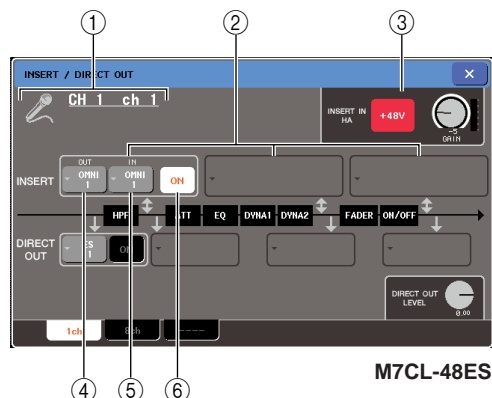 ① ② ③
INSERT / DIRECT OUT ×
CH 1 ch 1
INSERT IN HA +48V -5 GAIN
OUT IN
INSERT OMNI 1 OMNI 1 ON
HPF ATT EQ DYNA1 DYNA2 FADER ON/OFF
DIRECT OUT ES 1 ON
DIRECT OUT LEVEL 0.00
1ch 8ch ----
M7CL-48ES
④ ⑤ ⑥